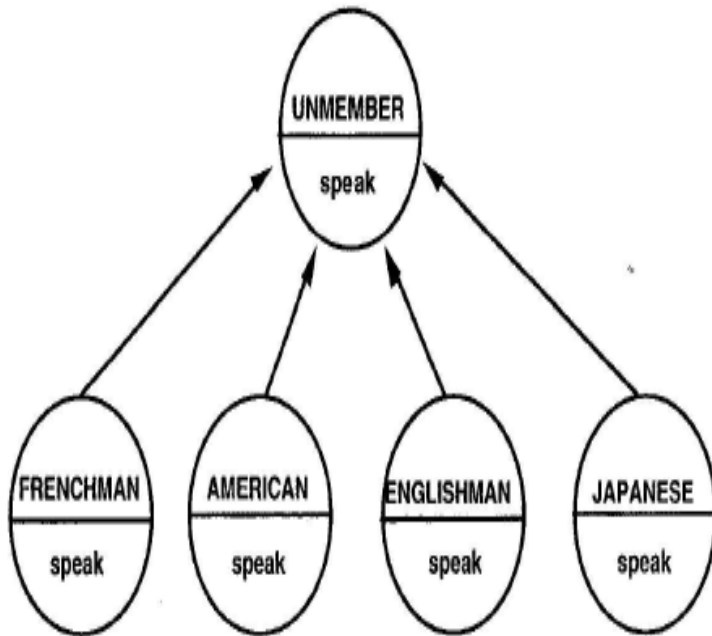 UNMEMBER
speak
FRENCHMAN
AMERICAN
ENGLISHMAN
JAPANESE
speak
speak
speak
speak